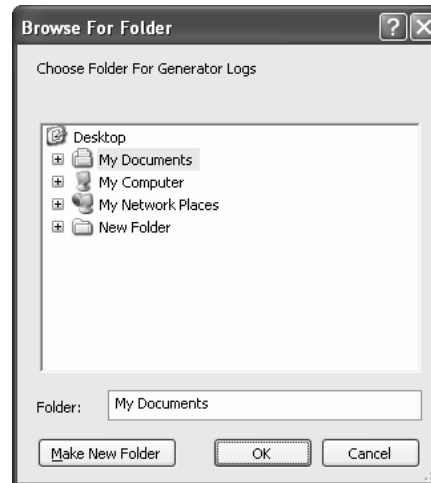 Browse For Folder
Choose Folder For Generator Logs
Desktop
My Documents
My Computer
My Network Places
New Folder
Folder: My Documents
Make New Folder OK Cancel